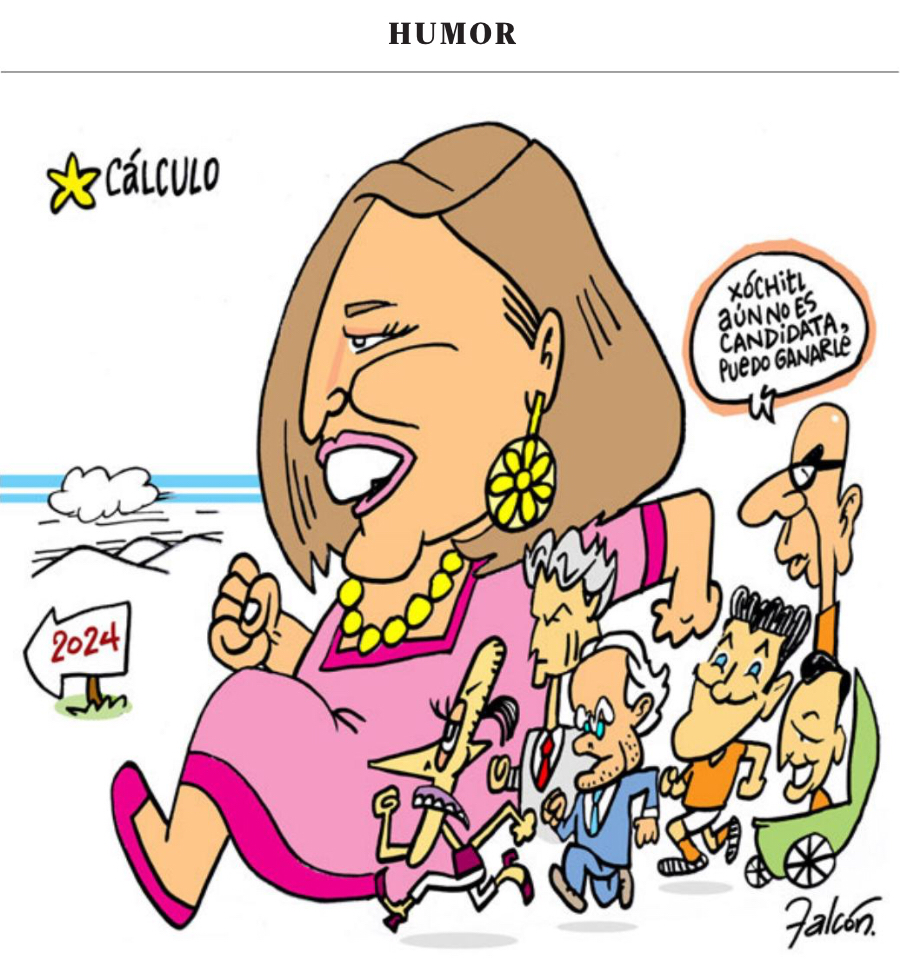 HUMOR
CÁLCULO
XÓCHITL
AÚN NO ES
CANDIDATA,
PUEDO GANARLE
2024
Falcón.